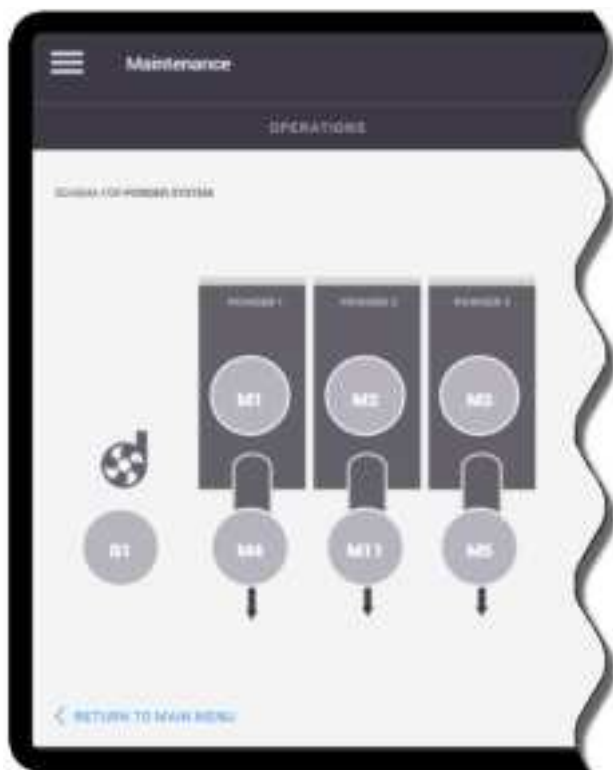 Maintenance
OPERATIONS
SCHEMA FOR POWDER SYSTEM
POWDER 1 POWDER 2 POWDER 3
M1 M2 M3
M4 M11 M5
RETURN TO MAIN MENU